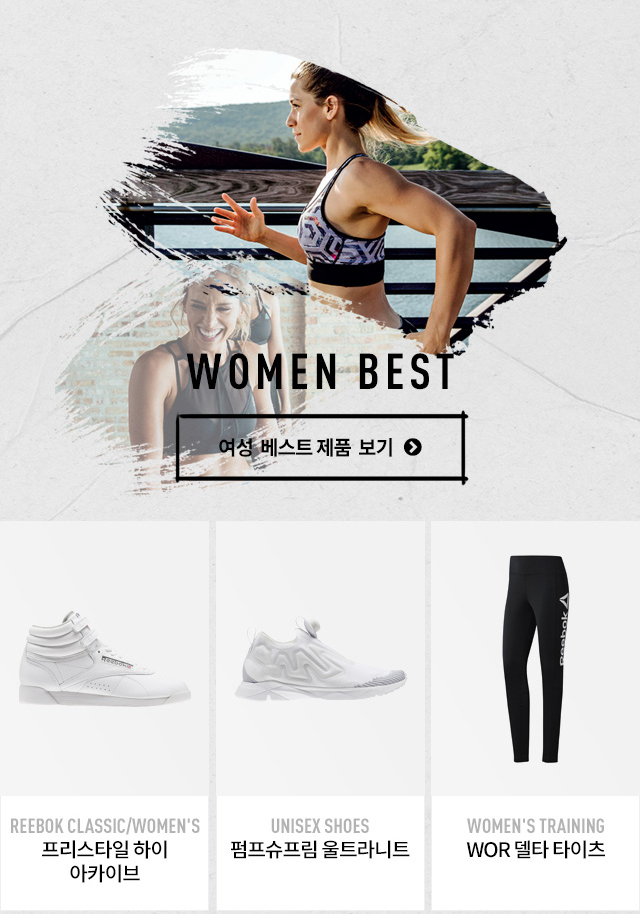 WOMEN BEST
여성 베스트 제품 보기
Reebok
Reebok
REEBOK CLASSIC/WOMEN'S
프리스타일 하이
아카이브
UNISEX SHOES
펌프슈프림 울트라니트
WOMEN'S TRAINING
WOR 델타 타이츠